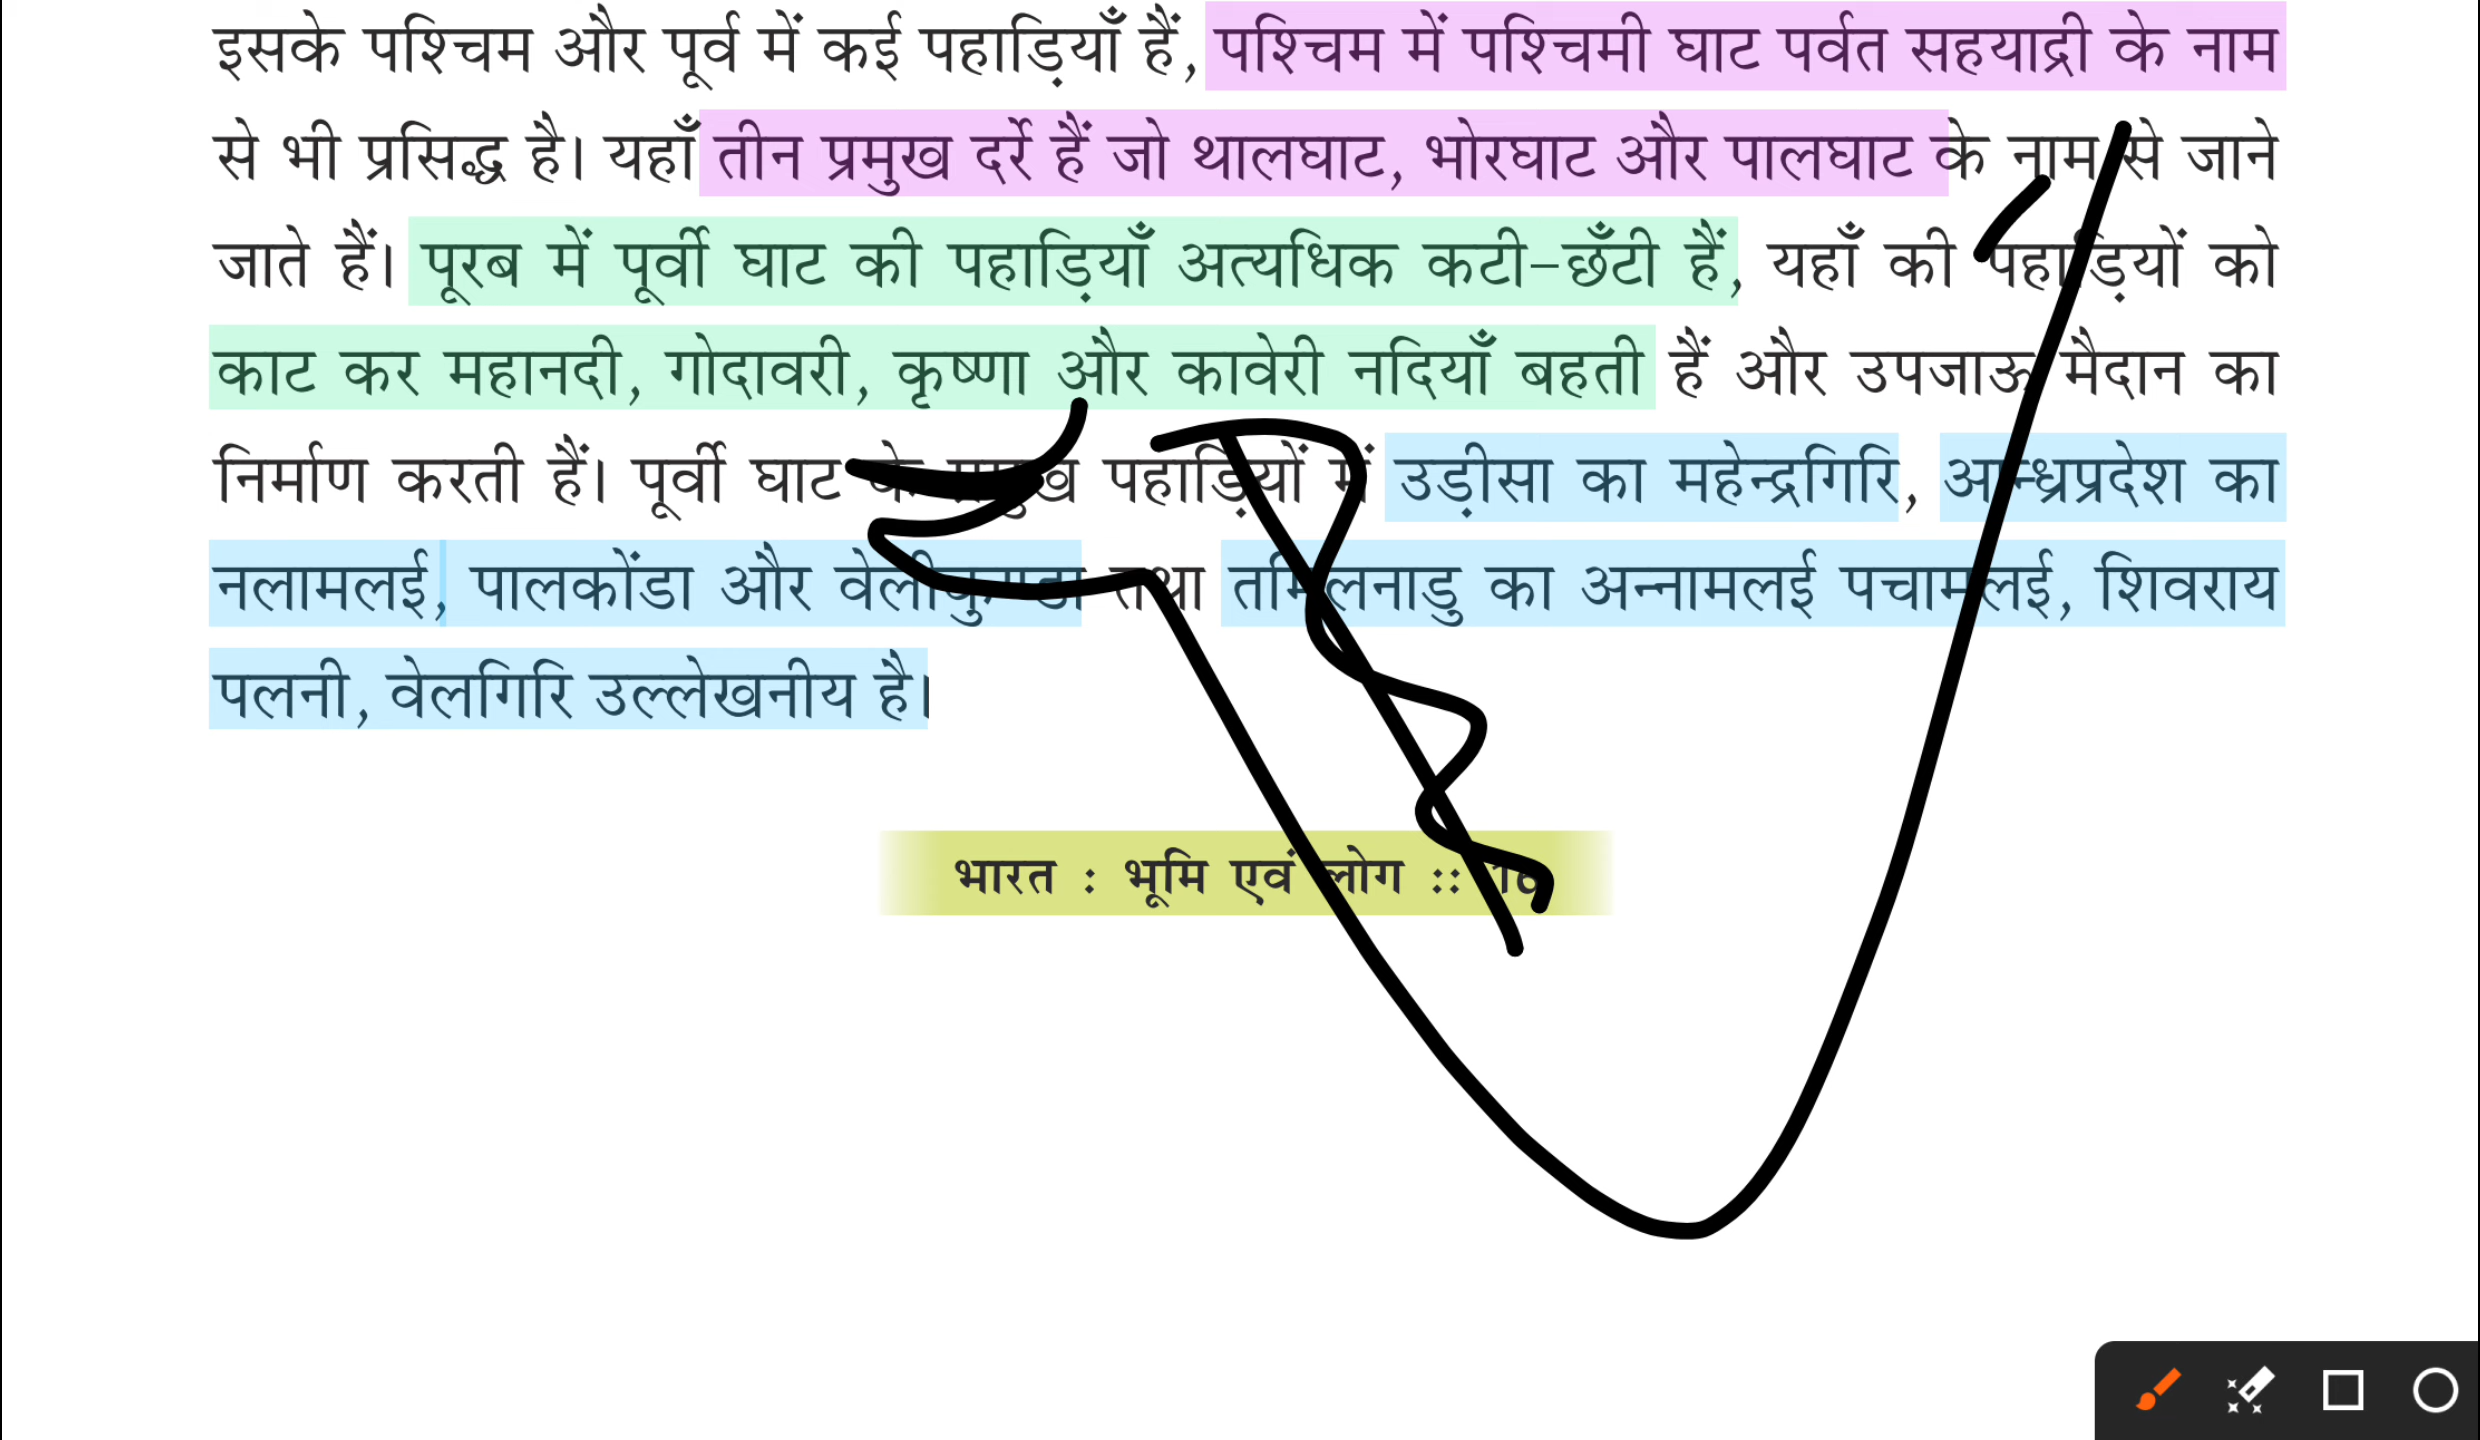 इसके पश्चिम और पूर्व में कई पहाड़ियाँ हैं, पश्चिम में पश्चिमी घाट पर्वत सहयाद्री के नाम
से भी प्रसिद्ध है। यहाँ तीन प्रमुख दर्रे हैं जो थालघाट, भोरघाट और पालघाट के नाम से जाने
जाते हैं। पूरब में पूर्वी घाट की पहाड़ियाँ अत्यधिक कटी-छँटी हैं, यहाँ की पहाड़ियों को
काट कर महानदी, गोदावरी, कृष्णा और कावेरी नदियाँ बहती हैं और उपजाऊ मैदान का
निर्माण करती हैं। पूर्वी घाट पहाड़ियों में उड़ीसा का महेन्द्रगिरि, आन्ध्रप्रदेश का
नलामलई, पालकोंडा और तथा तमिलनाडु का अन्नामलई पचामलई, शिवराय
पलनी, वेलगिरि उल्लेखनीय है।
भारत : भूमि एवं लोग :: 16